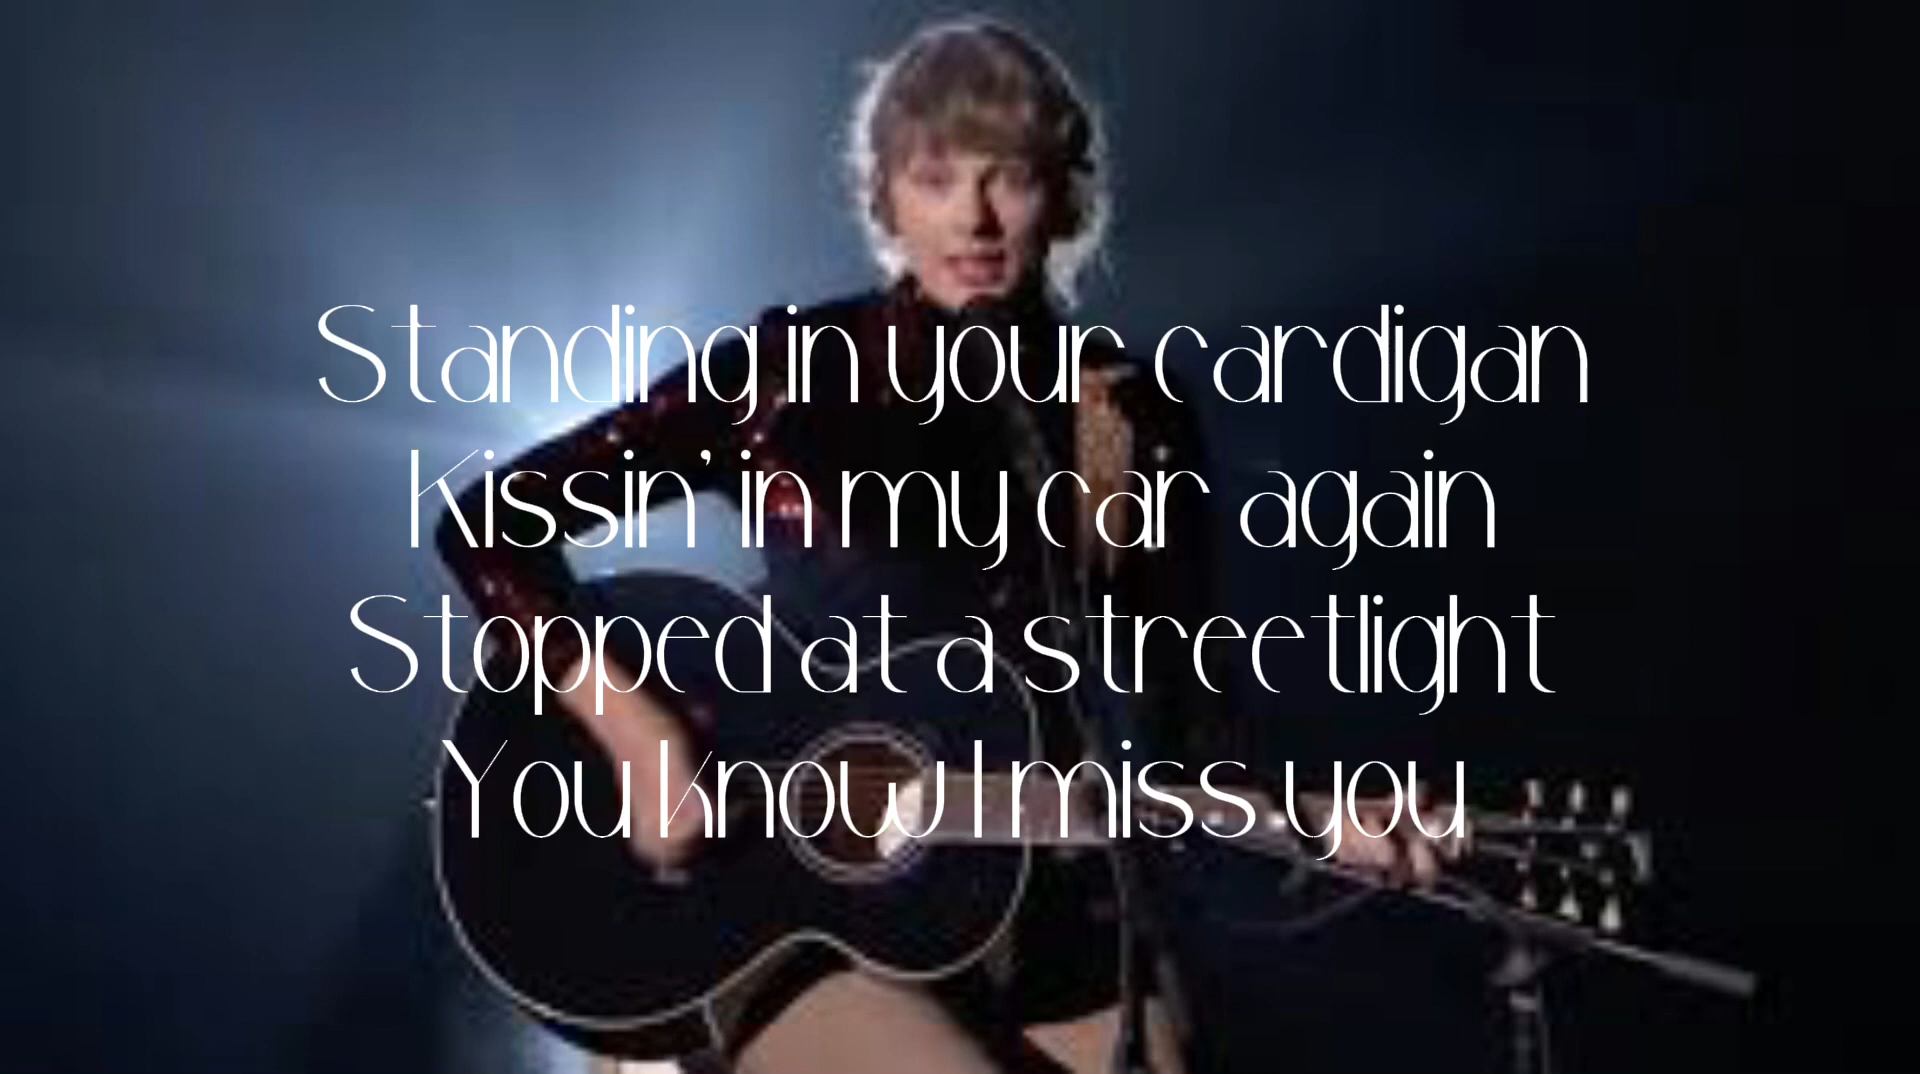 Standing in your cardigan
Kissin' in my car again
Stopped at a streetlight
You know I miss you